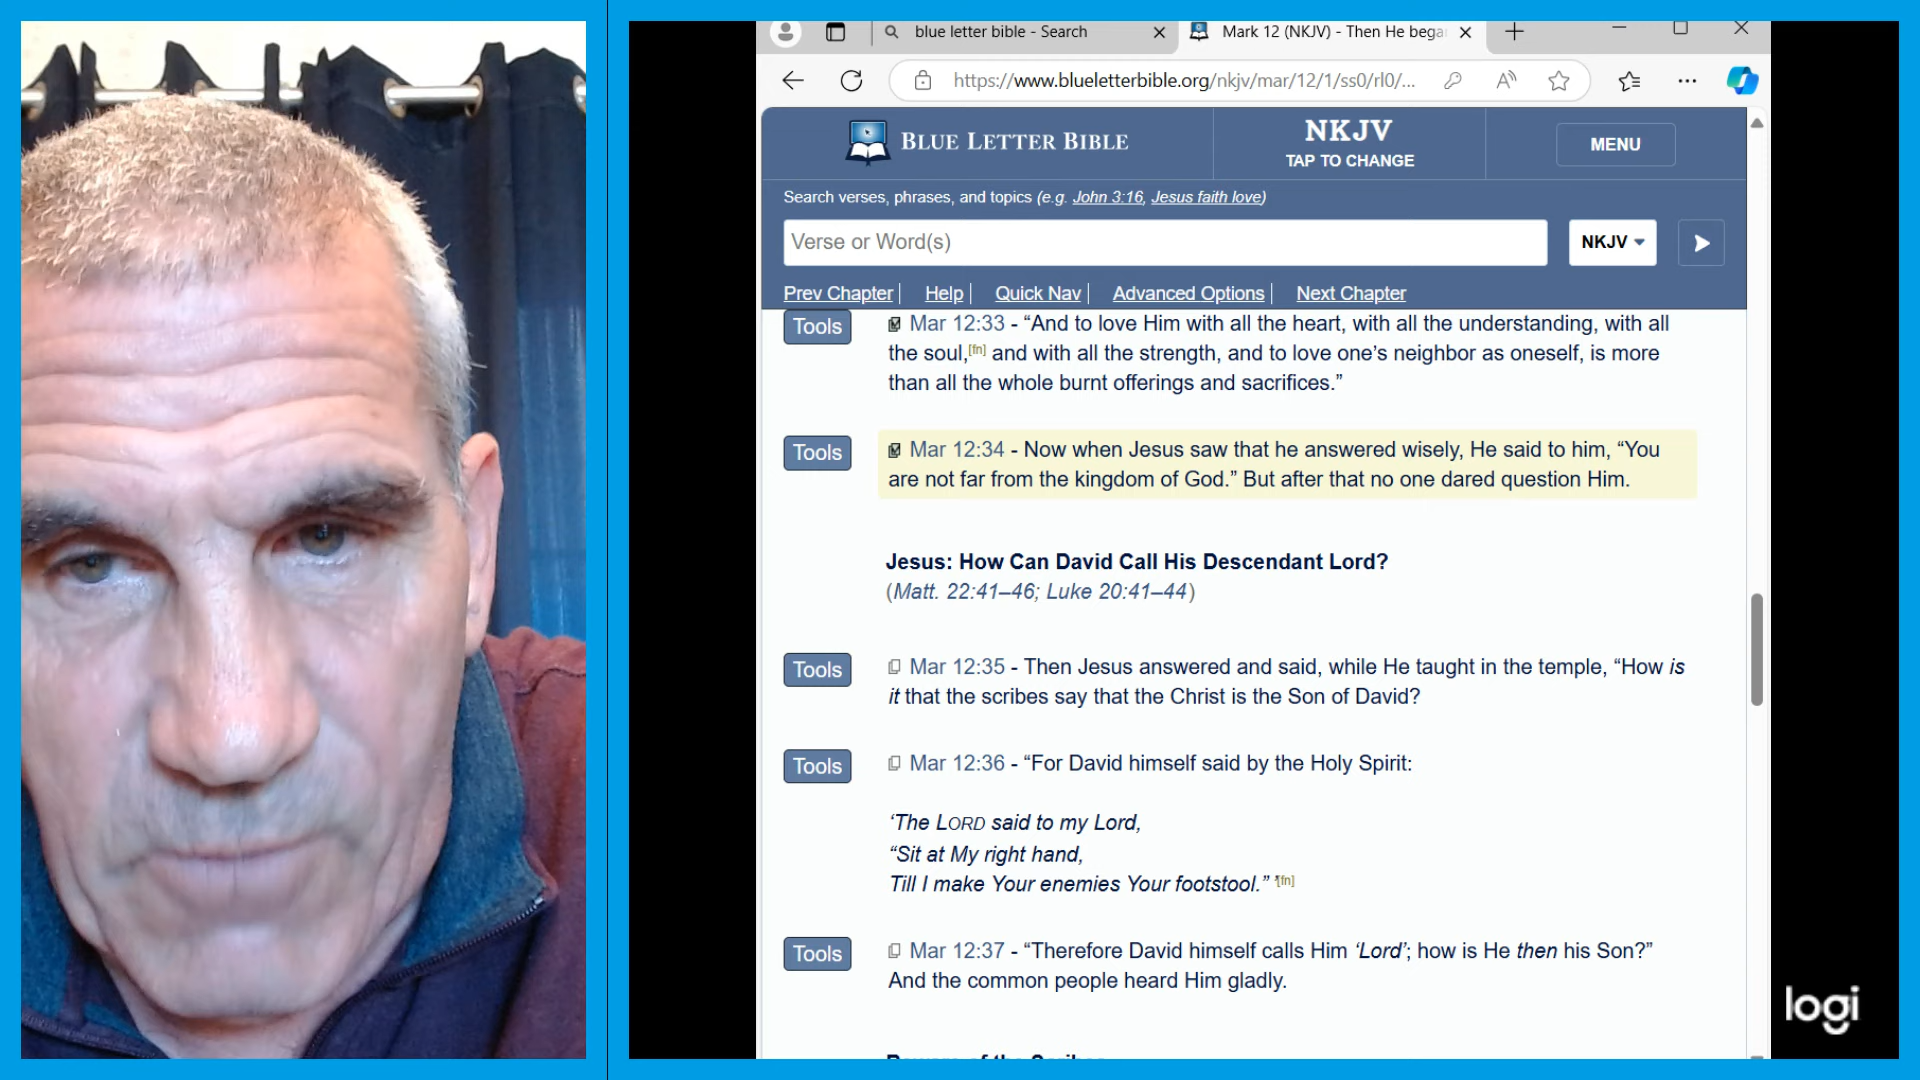 blue letter bible - Search
Mark 12 (NKJV) - Then He bega
https://www.blueletterbible.org/nkjv/mar/12/1/ss0/rl0/...
BLUE LETTER BIBLE
NKJV
TAP TO CHANGE
MENU
Search verses, phrases, and topics (e.g. John 3:16, Jesus faith love)
Verse or Word(s)
NKJV
Prev Chapter| Help| Quick Nav| Advanced Options| Next Chapter
Tools
Mar 12:33 - “And to love Him with all the heart, with all the understanding, with all
the soul,[fn] and with all the strength, and to love one’s neighbor as oneself, is more
than all the whole burnt offerings and sacrifices.”
Tools
Mar 12:34 - Now when Jesus saw that he answered wisely, He said to him, “You
are not far from the kingdom of God.” But after that no one dared question Him.
Jesus: How Can David Call His Descendant Lord?
(Matt. 22:41–46; Luke 20:41–44)
Tools
Mar 12:35 - Then Jesus answered and said, while He taught in the temple, “How is
it that the scribes say that the Christ is the Son of David?
Tools
Mar 12:36 - “For David himself said by the Holy Spirit:
‘The LORD said to my Lord,
“Sit at My right hand,
Till I make Your enemies Your footstool.” ’[fn]
Tools
Mar 12:37 - “Therefore David himself calls Him ‘Lord’; how is He then his Son?”
And the common people heard Him gladly.
logi